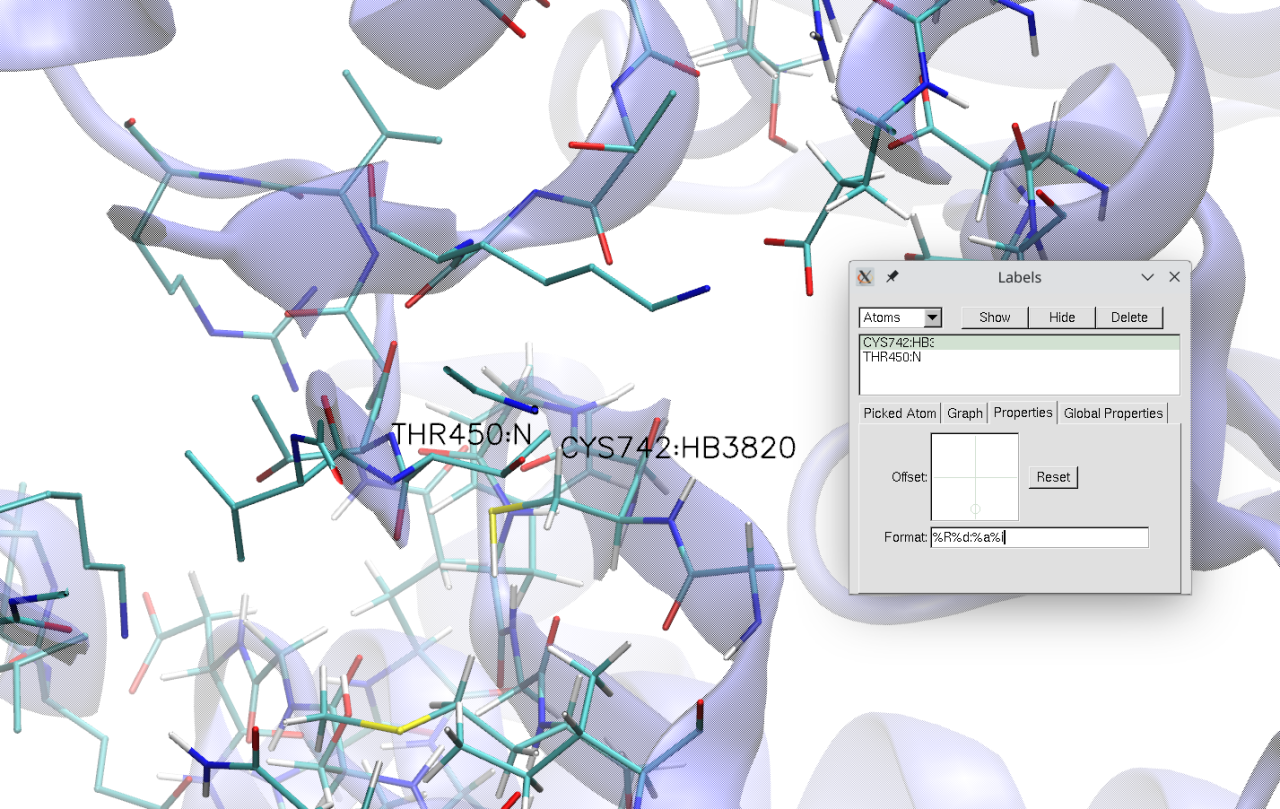 Labels
Atoms
Show
Hide
Delete
CYS742:HB3
THR450:N
Picked Atom
Graph
Properties
Global Properties
Offset:
Reset
Format:
%R%d:%a%i
THR450:N
CYS742:HB3820